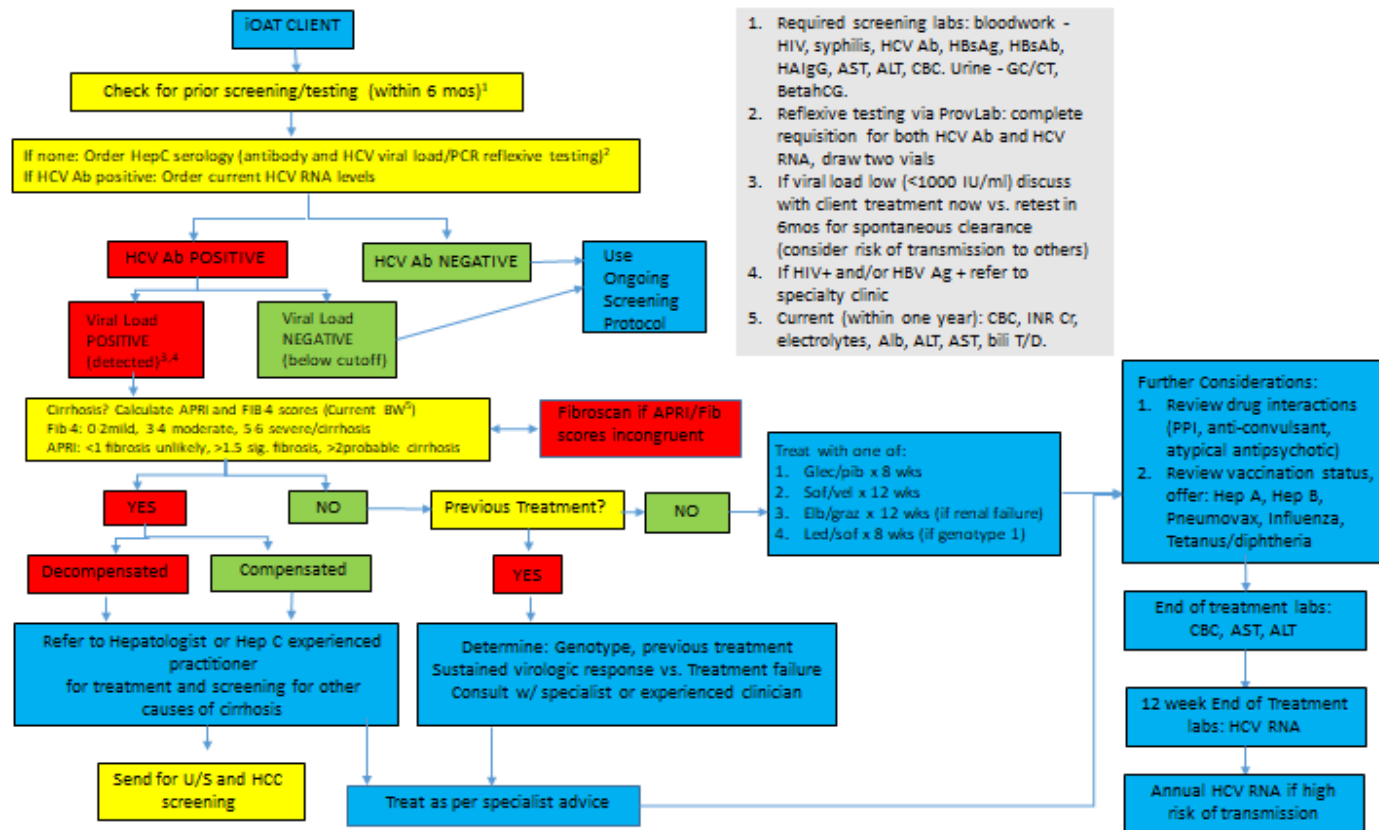 iOAT CLIENT
Check for prior screening/testing (within 6 mos)1
If none: Order HepC serology (antibody and HCV viral load/PCR reflexive testing)2
If HCV Ab positive: Order current HCV RNA levels
HCV Ab POSITIVE
HCV Ab NEGATIVE
Use
Ongoing
Screening
Protocol
Viral Load
POSITIVE
(detected)3,4
Viral Load
NEGATIVE
(below cutoff)
Cirrhosis? Calculate APRI and FIB-4 scores (Current BW5)
Fib-4: 0-2mild, 3-4 moderate, 5-6 severe/cirrhosis
APRI: <1 fibrosis unlikely, >1.5 sig. fibrosis, >2probable cirrhosis
Fibroscan if APRI/Fib
scores incongruent
YES
NO
Previous Treatment?
NO
Decompensated
Compensated
YES
Refer to Hepatologist or Hep C experienced
practitioner
for treatment and screening for other
causes of cirrhosis
Determine: Genotype, previous treatment
Sustained virologic response vs. Treatment failure
Consult w/ specialist or experienced clinician
Send for U/S and HCC
screening
Treat as per specialist advice
Treat with one of:
1. Glec/pib x 8 wks
2. Sof/vel x 12 wks
3. Elb/graz x 12 wks (if renal failure)
4. Led/sof x 8 wks (if genotype 1)
1. Required screening labs: bloodwork -
HIV, syphilis, HCV Ab, HBsAg, HBsAb,
HAIgG, AST, ALT, CBC. Urine - GC/CT,
BetahCG.
2. Reflexive testing via ProvLab: complete
requisition for both HCV Ab and HCV
RNA, draw two vials
3. If viral load low (<1000 IU/ml) discuss
with client treatment now vs. retest in
6mos for spontaneous clearance
(consider risk of transmission to others)
4. If HIV+ and/or HBV Ag + refer to
specialty clinic
5. Current (within one year): CBC, INR Cr,
electrolytes, Alb, ALT, AST, bili T/D.
Further Considerations:
1. Review drug interactions
(PPI, anti-convulsant,
atypical antipsychotic)
2. Review vaccination status,
offer: Hep A, Hep B,
Pneumovax, Influenza,
Tetanus/diphtheria
End of treatment labs:
CBC, AST, ALT
12 week End of Treatment
labs: HCV RNA
Annual HCV RNA if high
risk of transmission